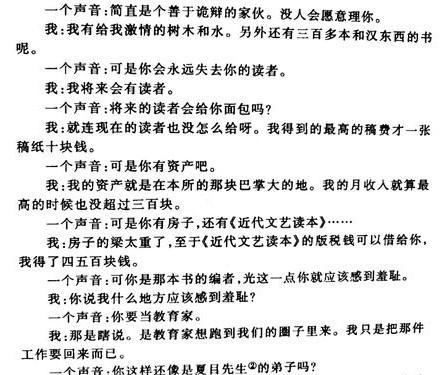 一个声音:简直是个善于诡辩的家伙。没人会愿意理你。
我:我有给我激情的树木和水。另外还有三百多本和汉东西的书
呢。
一个声音:可是你会永远失去你的读者。
我:我将来会有读者。
一个声音:将来的读者会给你面包吗?
我:就连现在的读者也没怎么给呀。我得到的最高的稿费才一张
稿纸十块钱。
一个声音:可是你有资产吧。
我:我的资产就是在本所的那块巴掌大的地。我的月收人就算最
高的时候也没超过三百块。
一个声音:可是你有房子,还有《近代文艺读本》……
我:房子的梁太重了,至于《近代文艺读本》的版税钱可以借给你,
我得了四五百块钱。
一个声音:可你是那本书的编者,光这一点你就应该感到羞耻。
我:你说我什么地方应该感到羞耻?
一个声音:你要当教育家。
我:那是瞎说。是教育家想跑到我们的圈子里来。我只是把那件
工作要回来而已。
一个声音:你这样还像是夏目先生②的弟子吗?